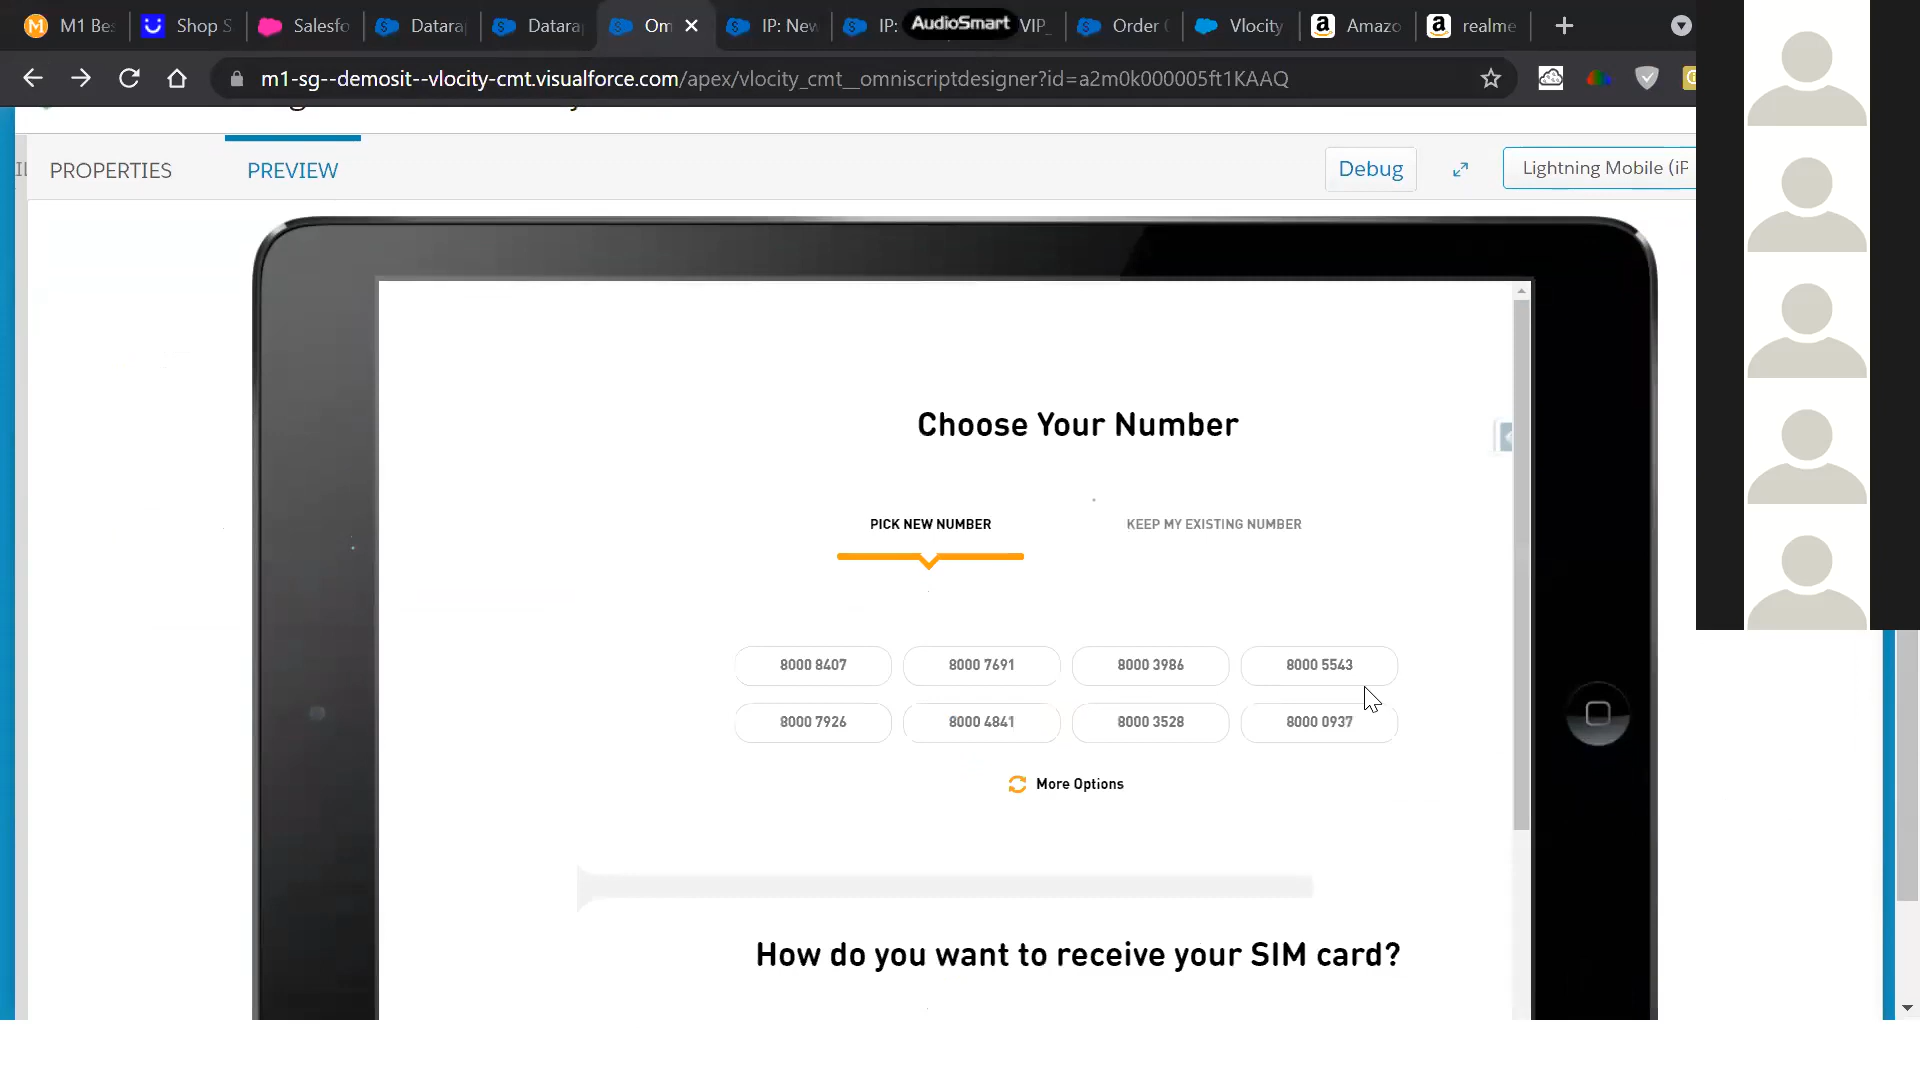 M1 Bes Shop S Salesfo Datara Datara Om IP: New IP: AudioSmart VIP_ Order Vlocity Amazo realme
m1-sg--demosit--vlocity-cmt.visualforce.com/apex/vlocity_cmt__omniscriptdesigner?id=a2m0k000005ft1KAAQ
PROPERTIES PREVIEW Debug Lightning Mobile (iP
Choose Your Number
PICK NEW NUMBER KEEP MY EXISTING NUMBER
8000 8407 8000 7691 8000 3986 8000 5543
8000 7926 8000 4841 8000 3528 8000 0937
More Options
How do you want to receive your SIM card?